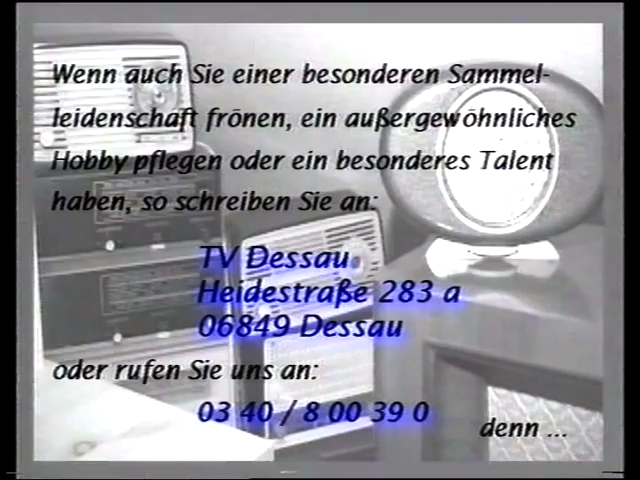 Wenn auch Sie einer besonderen Sammel-
leidenschaft frönen, ein außergewöhnliches
Hobby pflegen oder ein besonderes Talent
haben, so schreiben Sie an:
TV Dessau
Heidestraße 283 a
06849 Dessau
oder rufen Sie uns an:
03 40 / 8 00 39 0
denn ...